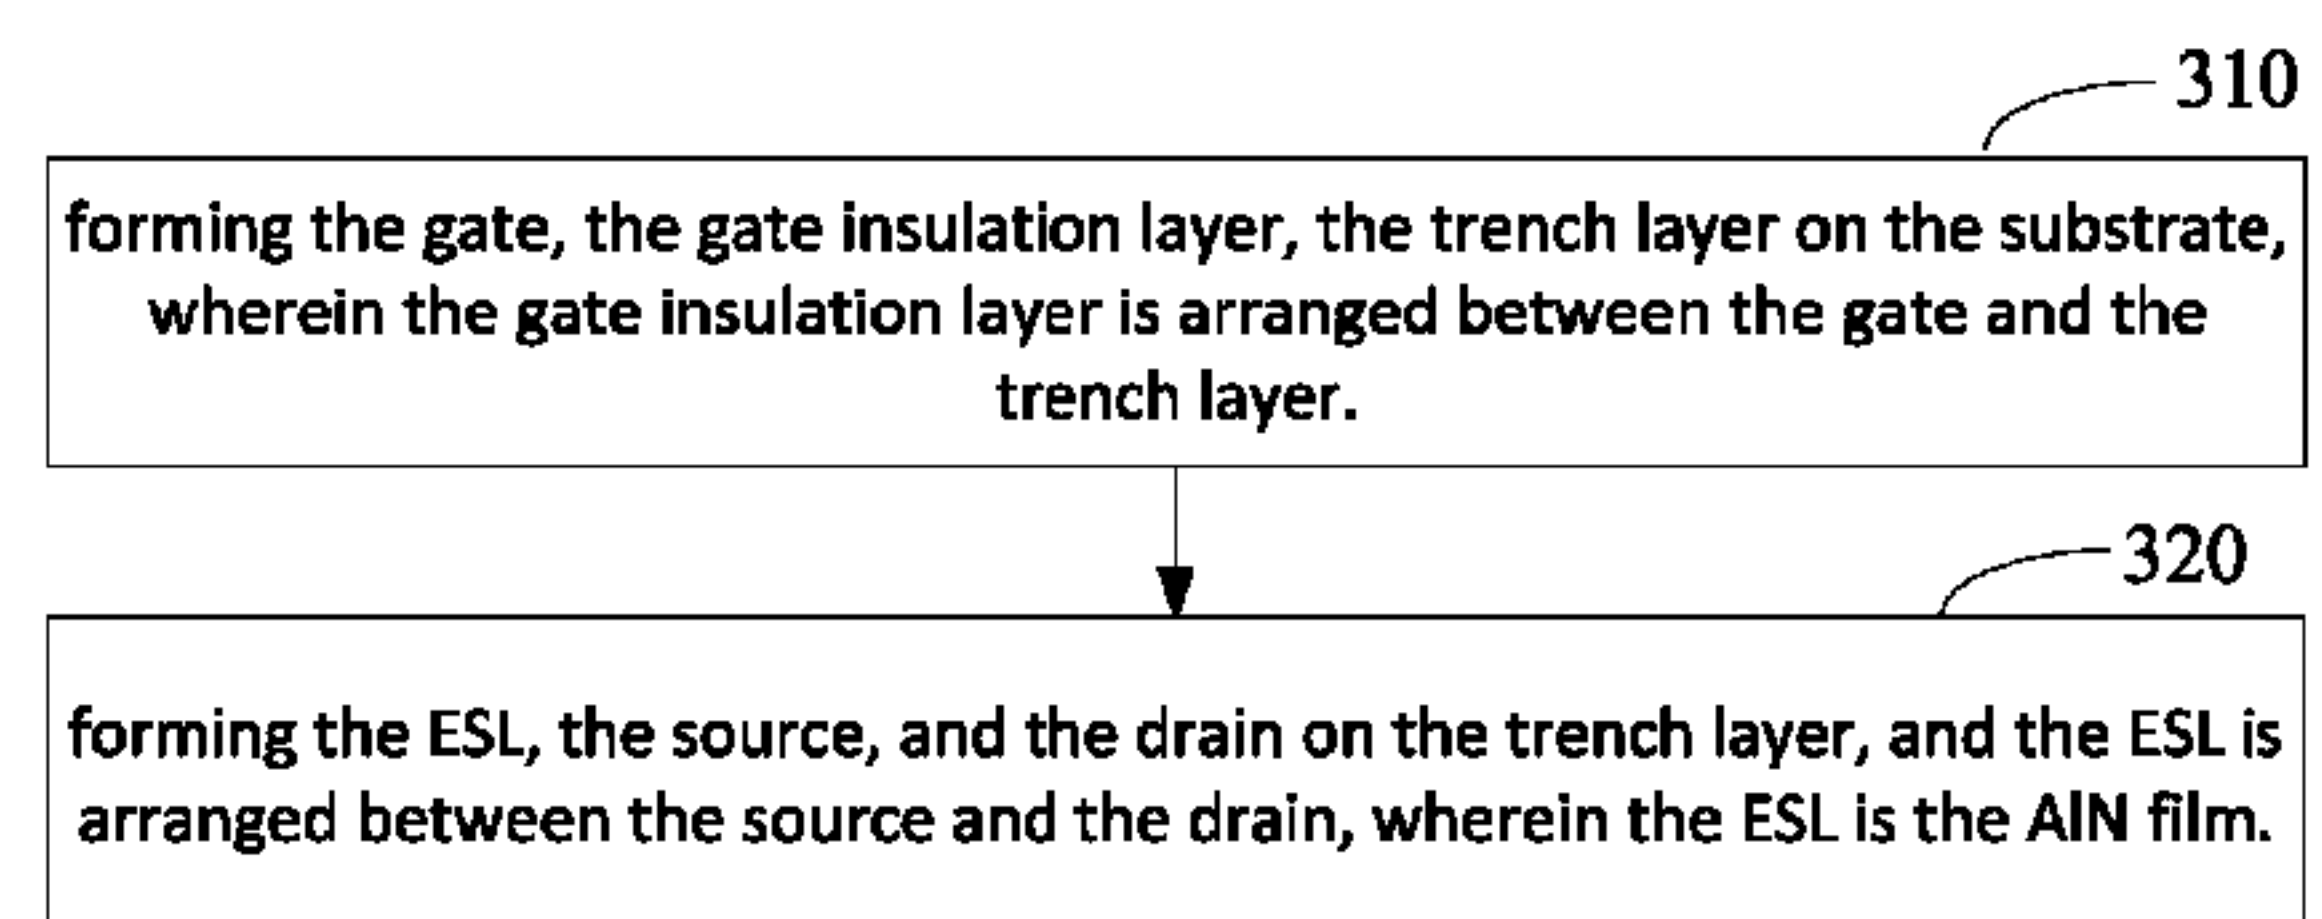 310
forming the gate, the gate insulation layer, the trench layer on the substrate,
wherein the gate insulation layer is arranged between the gate and the
trench layer.
320
forming the ESL, the source, and the drain on the trench layer, and the ESL is
arranged between the source and the drain, wherein the ESL is the AlN film.